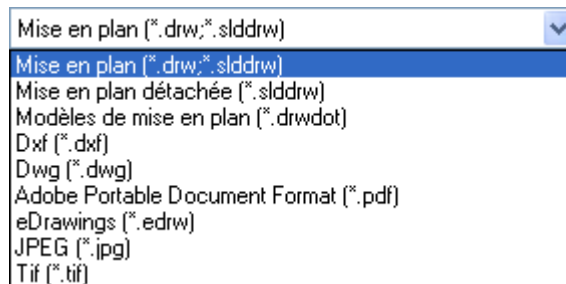 Mise en plan (*.drw;*.slddrw)
Mise en plan (*.drw;*.slddrw)
Mise en plan détachée (*.slddrw)
Modèles de mise en plan (*.drwdot)
Dxf (*.dxf)
Dwg (*.dwg)
Adobe Portable Document Format (*.pdf)
eDrawings (*.edrw)
JPEG (*.jpg)
Tif (*.tif)